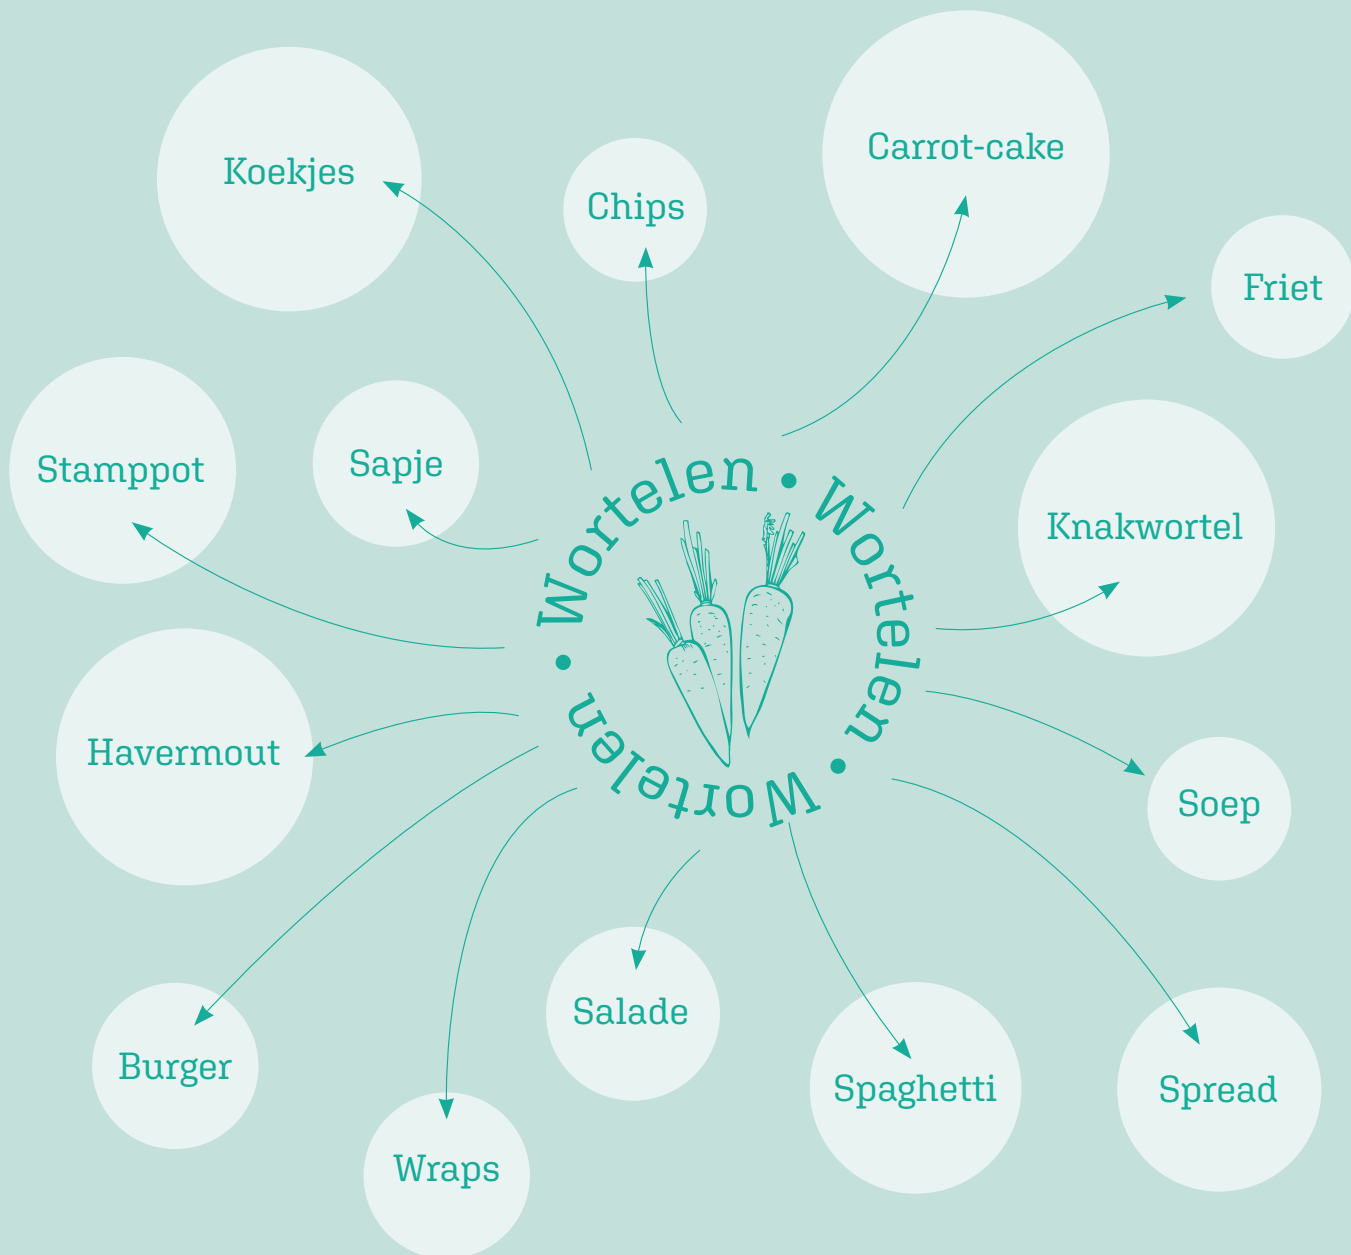 Carrot-cake
Koekjes
Chips
Friet
Stamppot
Sapje
Knakwortel
Wortelen • Wortelen • Wortelen •
Havermout
Soep
Salade
Burger
Spaghetti
Spread
Wraps